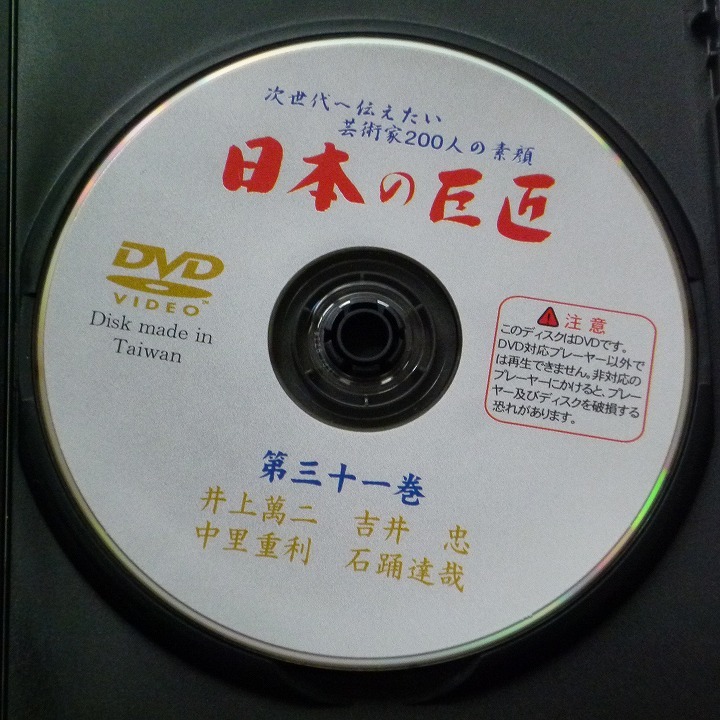 次世代へ伝えたい
芸術家200人の素顔
日本の巨匠
DVD
VIDEO™
Disk made in
Taiwan
注意
このディスクはDVDです。
DVD対応プレーヤー以外で
は再生できません。非対応の
プレーヤーにかけると、プレー
ヤー及びディスクを破損する
恐れがあります。
第三十一巻
井上萬二 吉井 忠
中里重利 石踊達哉